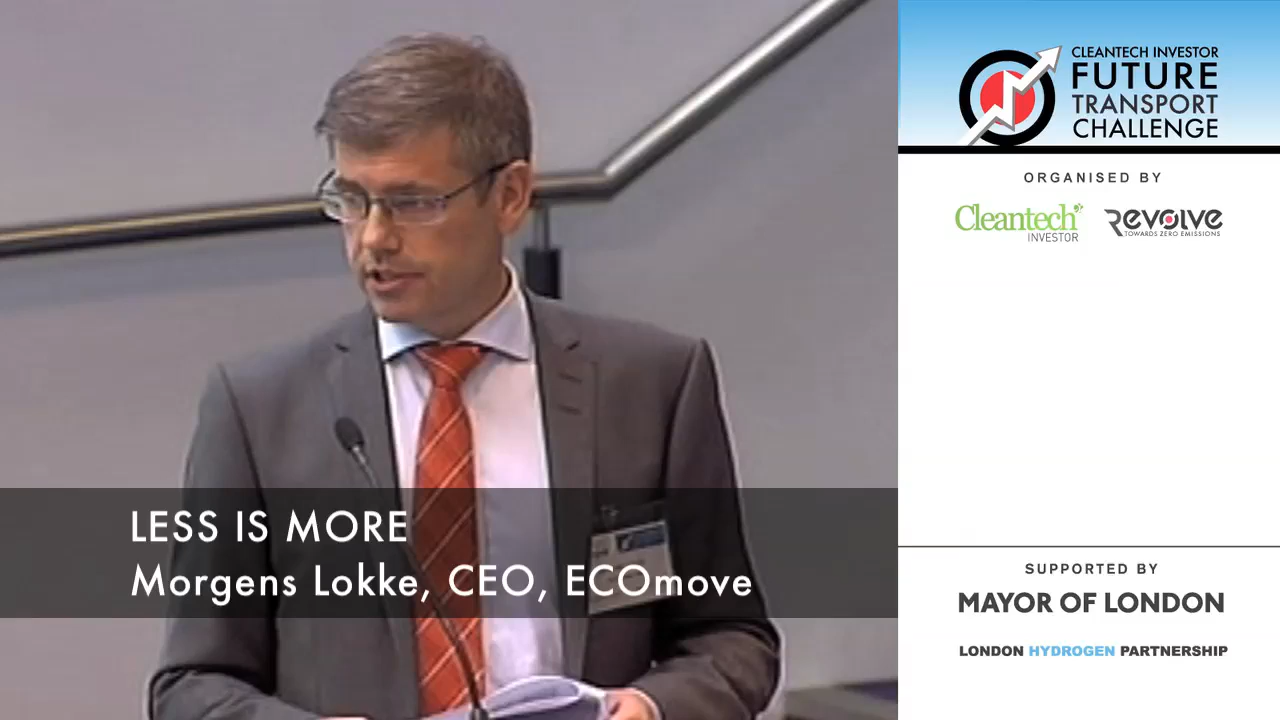 LESS IS MORE
Morgens Lokke, CEO, ECOmove
CLEANTECH INVESTOR
FUTURE
TRANSPORT
CHALLENGE
ORGANISED BY
Cleantech
INVESTOR
REVOLVE
TOWARDS ZERO EMISSIONS
SUPPORTED BY
MAYOR OF LONDON
LONDON HYDROGEN PARTNERSHIP